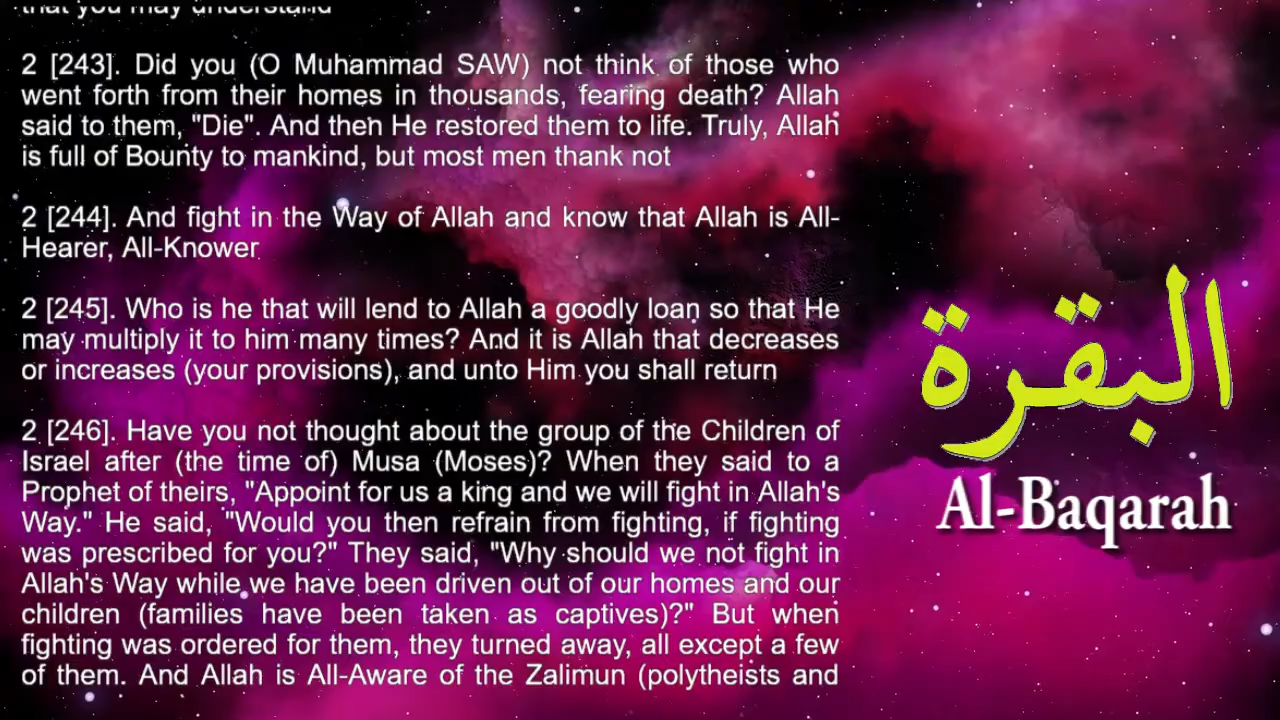 that you may understand
2 [243]. Did you (O Muhammad SAW) not think of those who
went forth from their homes in thousands, fearing death? Allah
said to them, "Die". And then He restored them to life. Truly, Allah
is full of Bounty to mankind, but most men thank not
2 [244]. And fight in the Way of Allah and know that Allah is All-
Hearer, All-Knower
2 [245]. Who is he that will lend to Allah a goodly loan so that He
may multiply it to him many times? And it is Allah that decreases
or increases (your provisions), and unto Him you shall return
2 [246]. Have you not thought about the group of the Children of
Israel after (the time of) Musa (Moses)? When they said to a
Prophet of theirs, "Appoint for us a king and we will fight in Allah's
Way." He said, "Would you then refrain from fighting, if fighting
was prescribed for you?" They said, "Why should we not fight in
Allah's Way while we have been driven out of our homes and our
children (families have been taken as captives)?" But when
fighting was ordered for them, they turned away, all except a few
of them. And Allah is All-Aware of the Zalimun (polytheists and
البقرة
Al-Baqarah